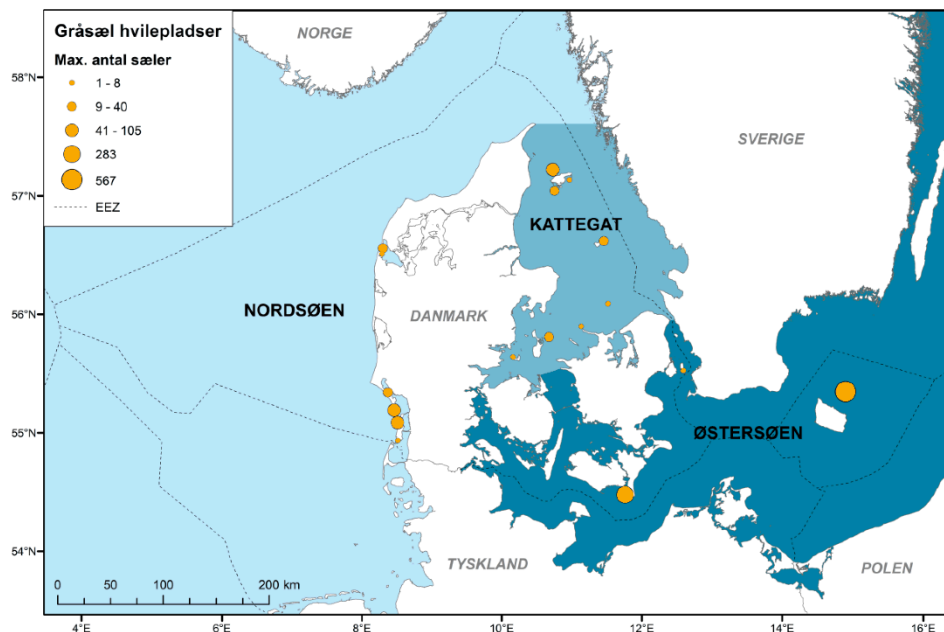 Gråsæl hvilepladser
Max. antal sæler
1 - 8
9 - 40
41 - 105
283
567
EEZ
NORGE
SVERIGE
KATTEGAT
NORDSØEN
DANMARK
ØSTERSØEN
TYSKLAND
POLEN
58°N
57°N
56°N
55°N
54°N
0 50 100 200 km
4°E 6°E 8°E 10°E 12°E 14°E 16°E